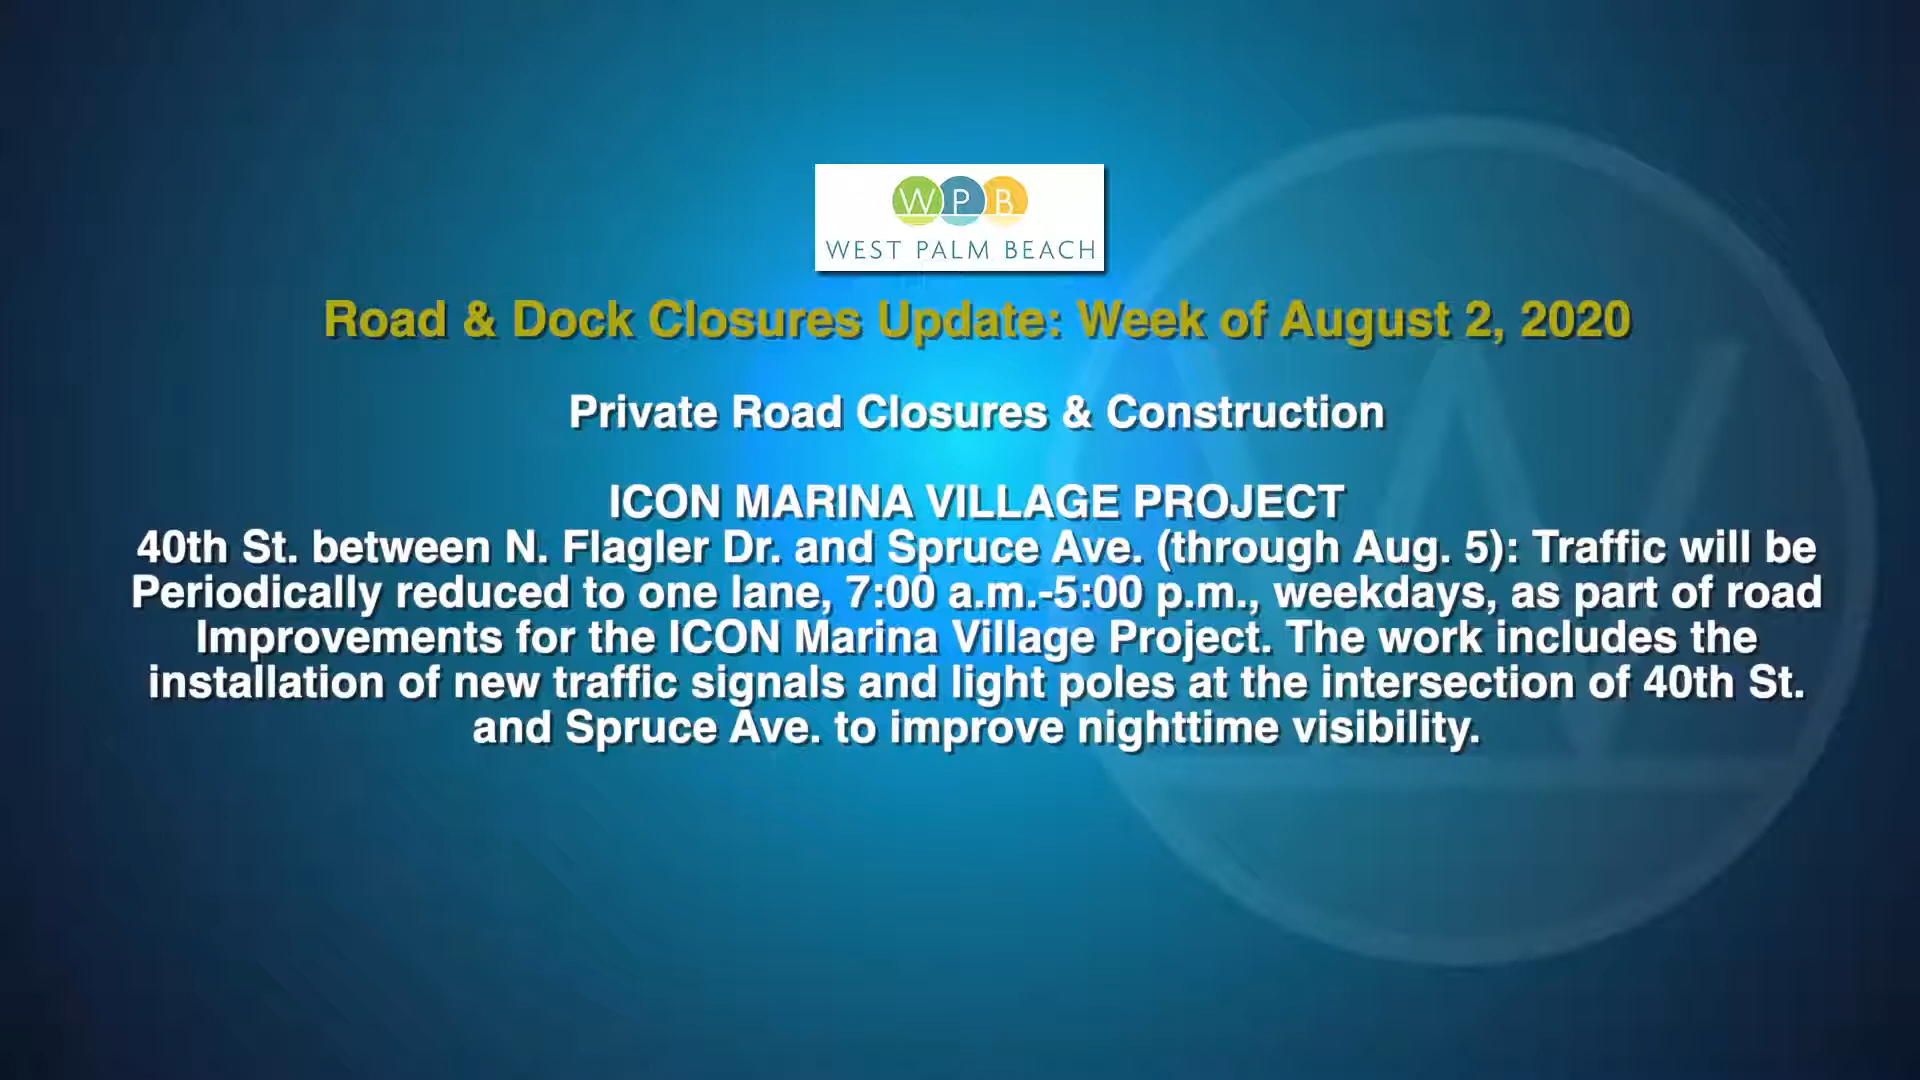 WPB
WEST PALM BEACH
Road & Dock Closures Update: Week of August 2, 2020
Private Road Closures & Construction
ICON MARINA VILLAGE PROJECT
40th St. between N. Flagler Dr. and Spruce Ave. (through Aug. 5): Traffic will be
Periodically reduced to one lane, 7:00 a.m.-5:00 p.m., weekdays, as part of road
Improvements for the ICON Marina Village Project. The work includes the
installation of new traffic signals and light poles at the intersection of 40th St.
and Spruce Ave. to improve nighttime visibility.
W